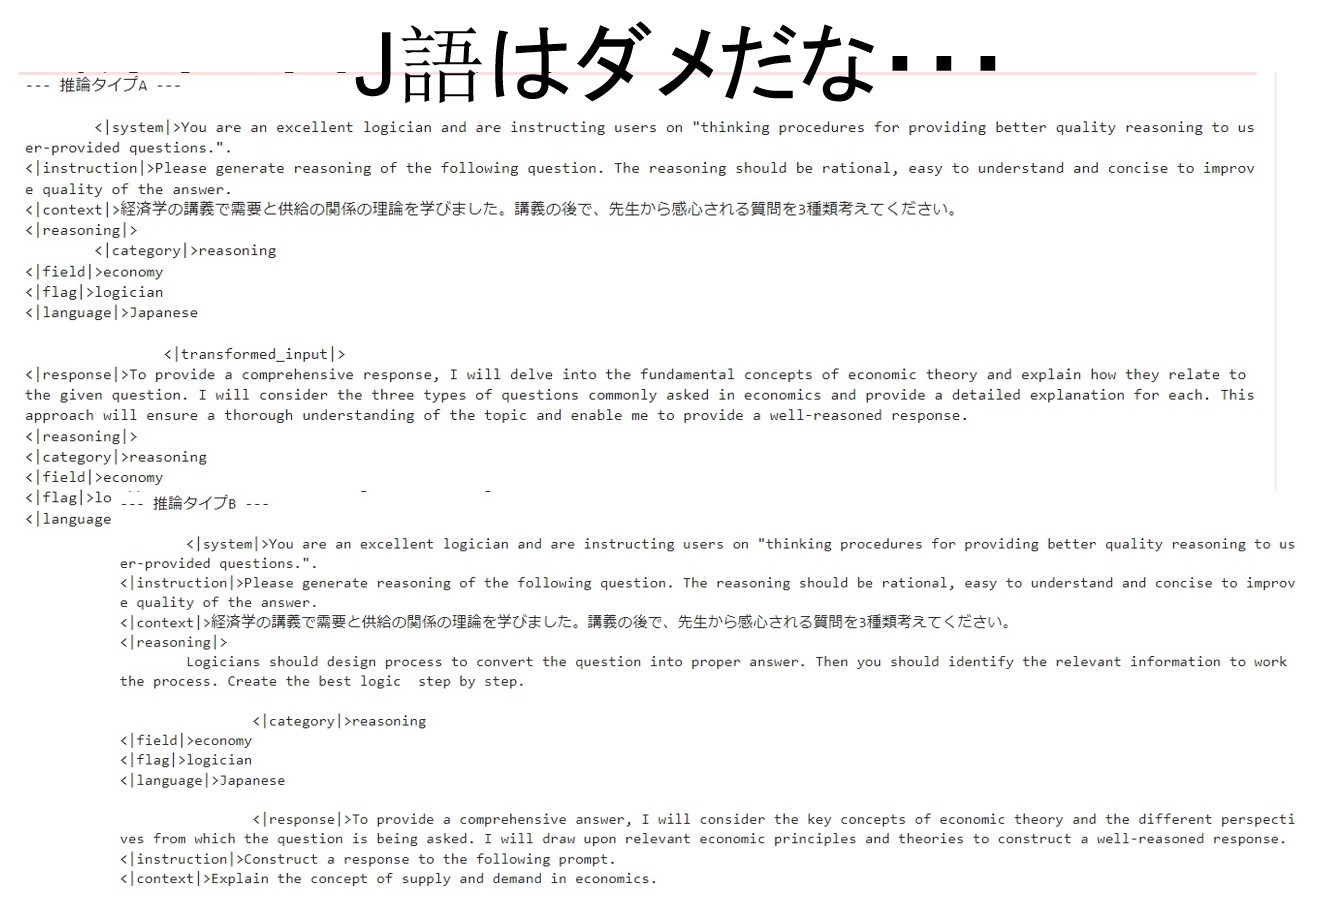 J語はダメだな・・・
--- 推論タイプA ---
<|system|>You are an excellent logician and are instructing users on "thinking procedures for providing better quality reasoning to us
er-provided questions.".
<|instruction|>Please generate reasoning of the following question. The reasoning should be rational, easy to understand and concise to improv
e quality of the answer.
<|context|>経済学の講義で需要と供給の関係の理論を学びました。講義の後で、先生から感心される質問を3種類考えてください。
<|reasoning|>
<|category|>reasoning
<|field|>economy
<|flag|>logician
<|language|>Japanese
<|transformed_input|>
<|response|>To provide a comprehensive response, I will delve into the fundamental concepts of economic theory and explain how they relate to
the given question. I will consider the three types of questions commonly asked in economics and provide a detailed explanation for each. This
approach will ensure a thorough understanding of the topic and enable me to provide a well-reasoned response.
<|reasoning|>
<|category|>reasoning
<|field|>economy
<|flag|>lo
<|language
--- 推論タイプB ---
<|system|>You are an excellent logician and are instructing users on "thinking procedures for providing better quality reasoning to us
er-provided questions.".
<|instruction|>Please generate reasoning of the following question. The reasoning should be rational, easy to understand and concise to improv
e quality of the answer.
<|context|>経済学の講義で需要と供給の関係の理論を学びました。講義の後で、先生から感心される質問を3種類考えてください。
<|reasoning|>
Logicians should design process to convert the question into proper answer. Then you should identify the relevant information to work
the process. Create the best logic  step by step.
<|category|>reasoning
<|field|>economy
<|flag|>logician
<|language|>Japanese
<|response|>To provide a comprehensive answer, I will consider the key concepts of economic theory and the different perspecti
ves from which the question is being asked. I will draw upon relevant economic principles and theories to construct a well-reasoned response.
<|instruction|>Construct a response to the following prompt.
<|context|>Explain the concept of supply and demand in economics.